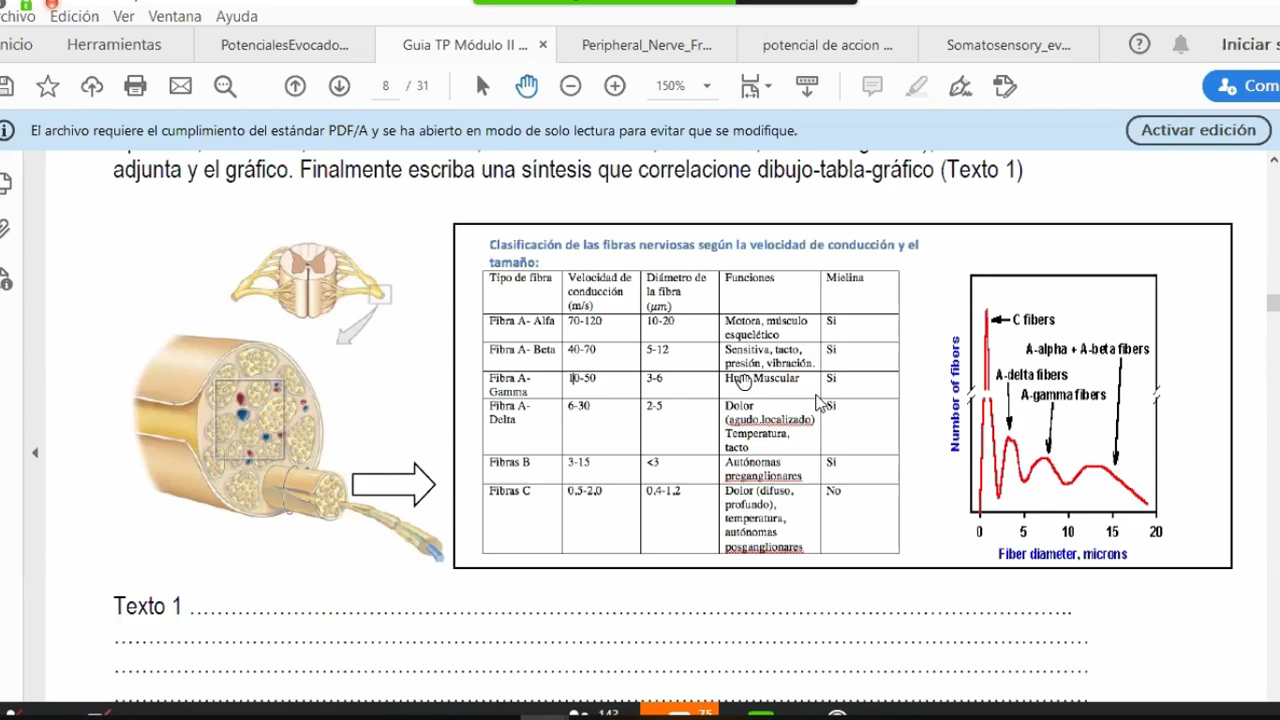 rchivo Edición Ver Ventana Ayuda
nicio Herramientas PotencialesEvocado... Guia TP Módulo II ... × Peripheral_Nerve_Fr... potencial de accion ... Somatosensory_ev... Iniciar s
8 / 31 150% Com
El archivo requiere el cumplimiento del estándar PDF/A y se ha abierto en modo de solo lectura para evitar que se modifique. Activar edición
adjunta y el gráfico. Finalmente escriba una síntesis que correlacione dibujo-tabla-gráfico (Texto 1)
Clasificación de las fibras nerviosas según la velocidad de conducción y el
tamaño:
Tipo de fibra Velocidad de conducción (m/s) Diámetro de la fibra (µm) Funciones Mielina
Fibra A- Alfa 70-120 10-20 Motora, músculo esquelético Si
Fibra A- Beta 40-70 5-12 Sensitiva, tacto, presión, vibración. Si
Fibra A- Gamma 10-50 3-6 Muscular Si
Fibra A- Delta 6-30 2-5 Dolor (agudo,localizado) Temperatura, tacto Si
Fibras B 3-15 <3 Autónomas preganglionares Si
Fibras C 0,5-2,0 0,4-1,2 Dolor (difuso, profundo), temperatura, autónomas posganglionares No
Number of fibers
C fibers
A-alpha + A-beta fibers
A-delta fibers
A-gamma fibers
0 5 10 15 20
Fiber diameter, microns
Texto 1 ................................................................
143 75